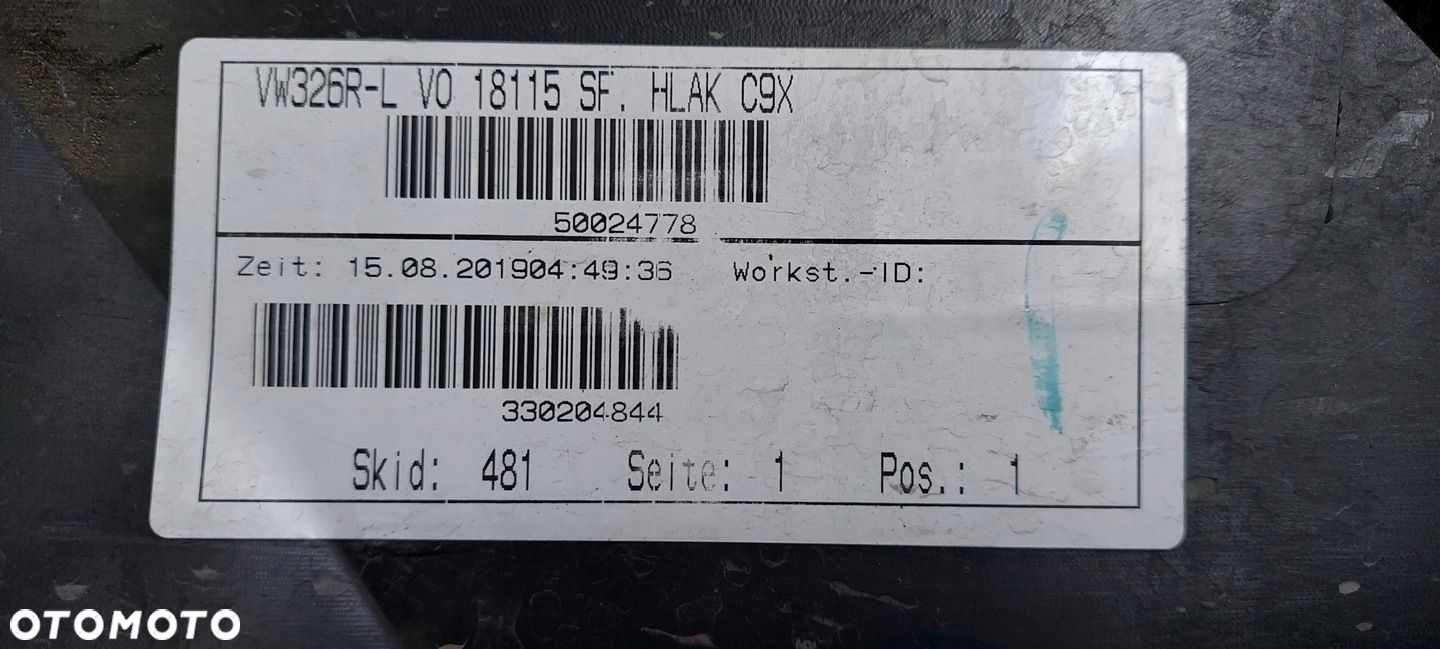 VW326R-L VO 18115 SF. HLAK C9X
50024778
Zeit: 15.08.201904:49:36 Workst.-ID:
330204844
Skid: 481 Seite: 1 Pos.: 1
OTOMOTO